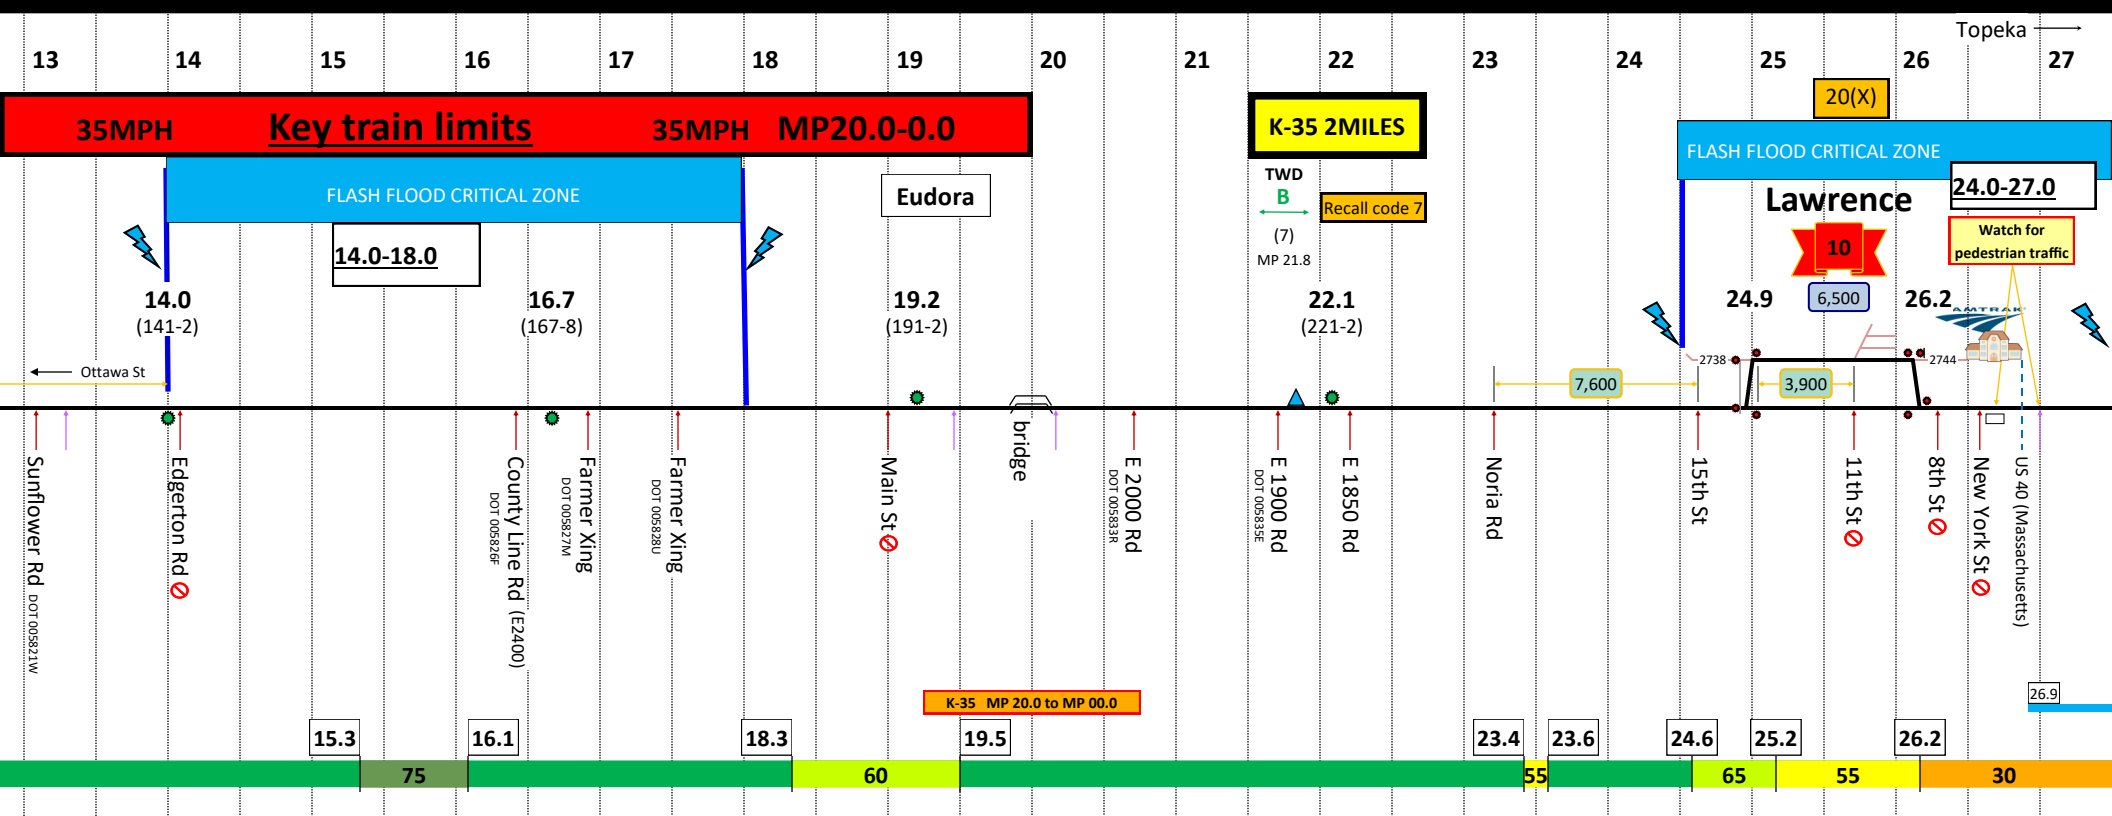 Topeka
13 14 15 16 17 18 19 20 21 22 23 24 25 26 27
20(X)
35MPH Key train limits 35MPH MP20.0-0.0
K-35 2MILES
FLASH FLOOD CRITICAL ZONE
FLASH FLOOD CRITICAL ZONE
14.0-18.0
Eudora
TWD
B
(7)
MP 21.8
Recall code 7
24.0-27.0
Lawrence
10
6,500
Watch for
pedestrian traffic
14.0
(141-2)
16.7
(167-8)
19.2
(191-2)
22.1
(221-2)
24.9
26.2
AMTRAK
Ottawa St
2738
2744
7,600
3,900
Sunflower Rd DOT 005821W
Edgerton Rd
County Line Rd (E2400)
DOT 005826F
Farmer Xing
DOT 005827M
Farmer Xing
DOT 005828U
Main St
bridge
E 2000 Rd
DOT 005833R
E 1900 Rd
DOT 005835E
E 1850 Rd
Noria Rd
15th St
11th St
8th St
New York St
US 40 (Massachusetts)
K-35 MP 20.0 to MP 00.0
26.9
15.3 16.1 18.3 19.5 23.4 23.6 24.6 25.2 26.2
75 60 55 65 55 30